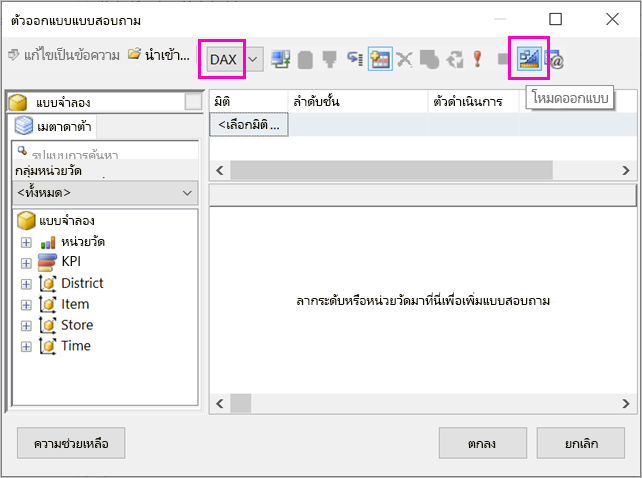 ตัวออกแบบแบบสอบถาม
แก้ไขเป็นข้อความ นำเข้า... DAX
โหมดออกแบบ
แบบจำลอง
เมตาดาต้า
รูปแบบการค้นหา
กลุ่มหน่วยวัด
<ทั้งหมด>
แบบจำลอง
หน่วยวัด
KPI
District
Item
Store
Time
มิติ ลำดับชั้น ตัวดำเนินการ
<เลือกมิติ ...
ลากระดับหรือหน่วยวัดมาที่นี่เพื่อเพิ่มแบบสอบถาม
ความช่วยเหลือ ตกลง ยกเลิก